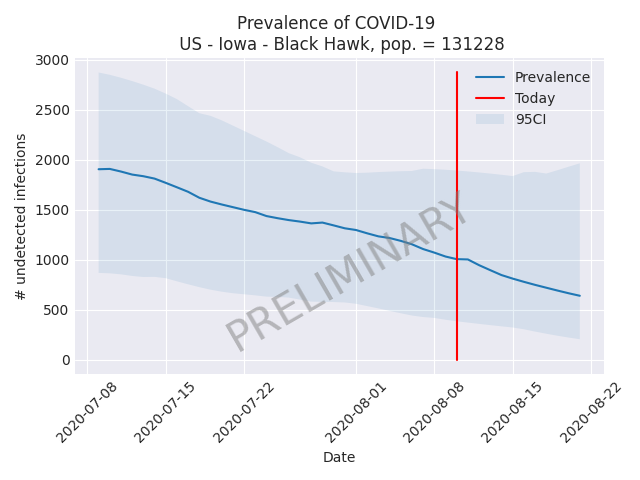 Prevalence of COVID-19
US - Iowa - Black Hawk, pop. = 131228
3000
2500
2000
1500
1000
500
0
# undetected infections
Prevalence
Today
95CI
PRELIMINARY
2020-07-08
2020-07-15
2020-07-22
2020-08-01
2020-08-08
2020-08-15
2020-08-22
Date